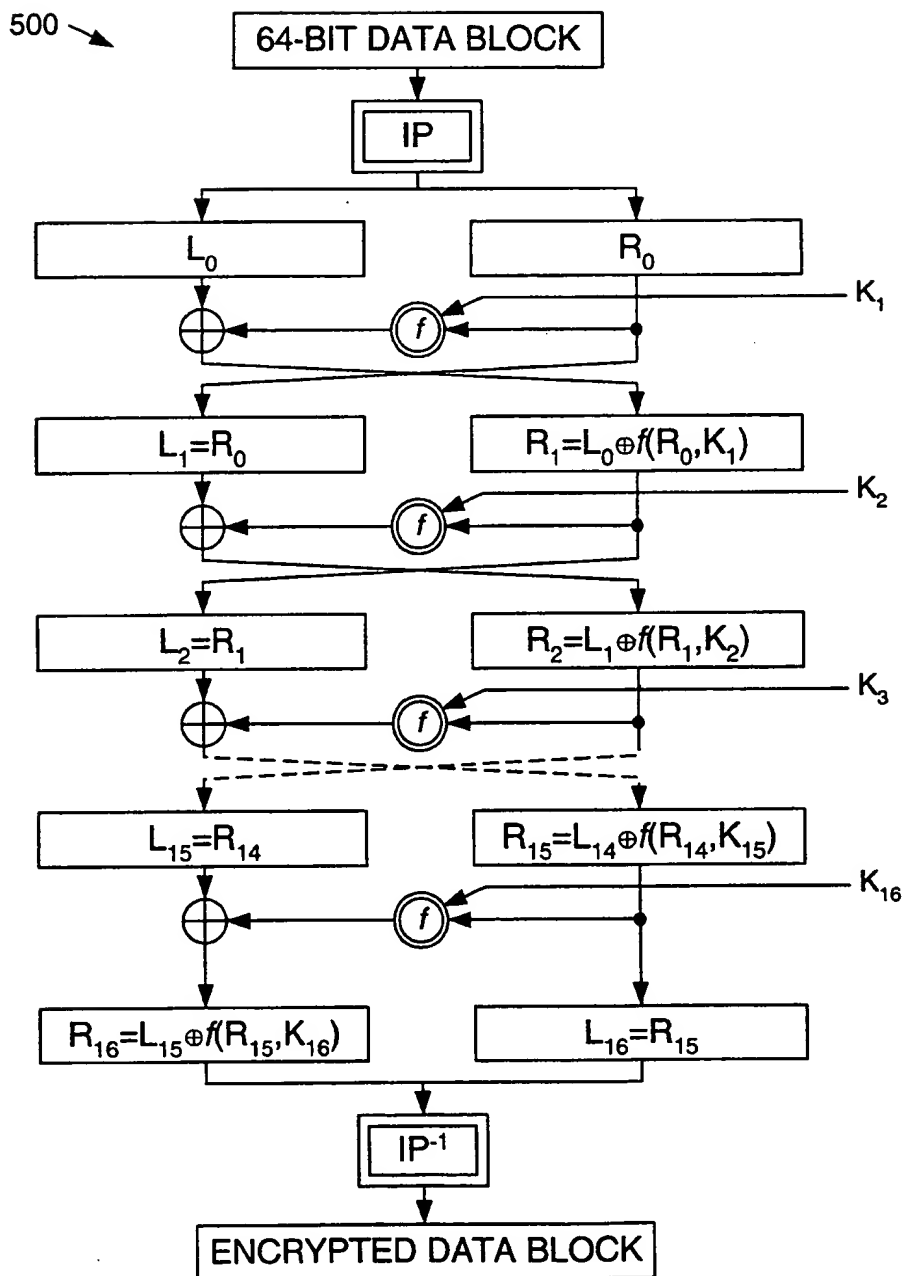 500
64-BIT DATA BLOCK
IP
L₀
R₀
K₁
f
L₁=R₀
R₁=L₀⊕f(R₀,K₁)
K₂
f
L₂=R₁
R₂=L₁⊕f(R₁,K₂)
K₃
f
L₁₅=R₁₄
R₁₅=L₁₄⊕f(R₁₄,K₁₅)
K₁₆
f
R₁₆=L₁₅⊕f(R₁₅,K₁₆)
L₁₆=R₁₅
IP⁻¹
ENCRYPTED DATA BLOCK